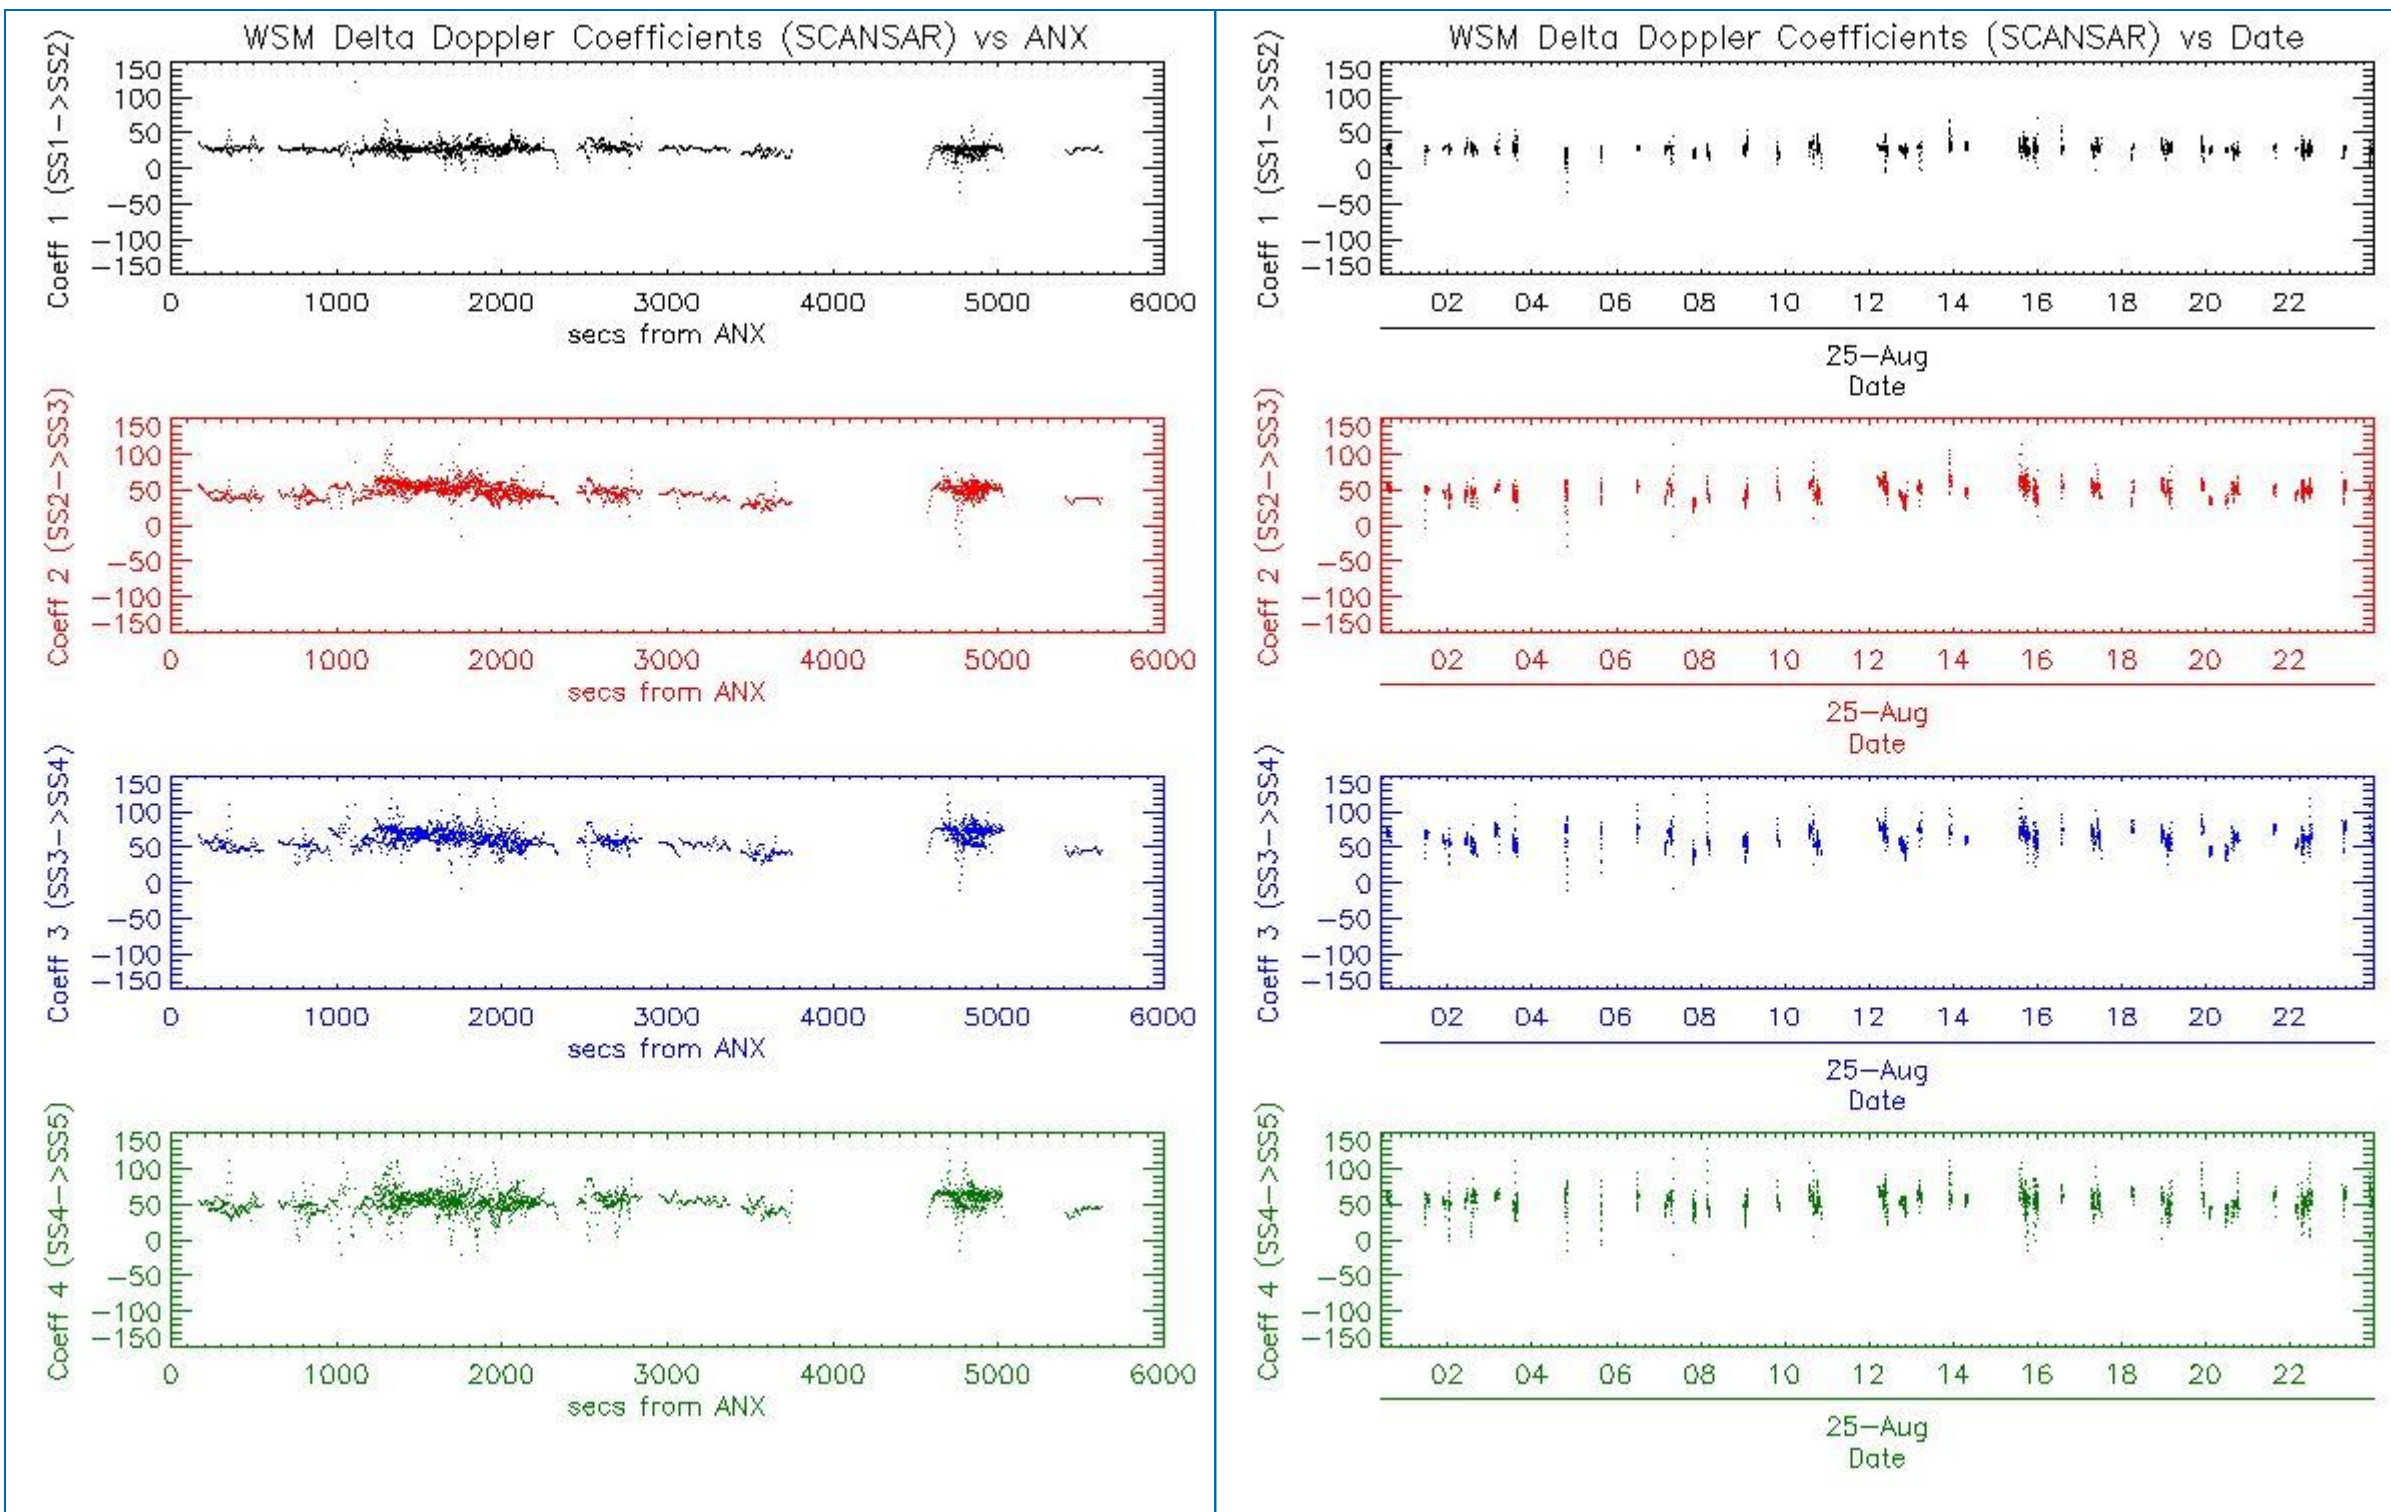 WSM Delta Doppler Coefficients (SCANSAR) vs ANX
Coeff 1 (SS1->SS2)
150
100
50
0
-50
-100
-150
0 1000 2000 3000 4000 5000 6000
secs from ANX
Coeff 2 (SS2->SS3)
150
100
50
0
-50
-100
-150
0 1000 2000 3000 4000 5000 6000
secs from ANX
Coeff 3 (SS3->SS4)
150
100
50
0
-50
-100
-150
0 1000 2000 3000 4000 5000 6000
secs from ANX
Coeff 4 (SS4->SS5)
150
100
50
0
-50
-100
-150
0 1000 2000 3000 4000 5000 6000
secs from ANX
WSM Delta Doppler Coefficients (SCANSAR) vs Date
Coeff 1 (SS1->SS2)
150
100
50
0
-50
-100
-150
02 04 06 08 10 12 14 16 18 20 22
25-Aug
Date
Coeff 2 (SS2->SS3)
150
100
50
0
-50
-100
-150
02 04 06 08 10 12 14 16 18 20 22
25-Aug
Date
Coeff 3 (SS3->SS4)
150
100
50
0
-50
-100
-150
02 04 06 08 10 12 14 16 18 20 22
25-Aug
Date
Coeff 4 (SS4->SS5)
150
100
50
0
-50
-100
-150
02 04 06 08 10 12 14 16 18 20 22
25-Aug
Date